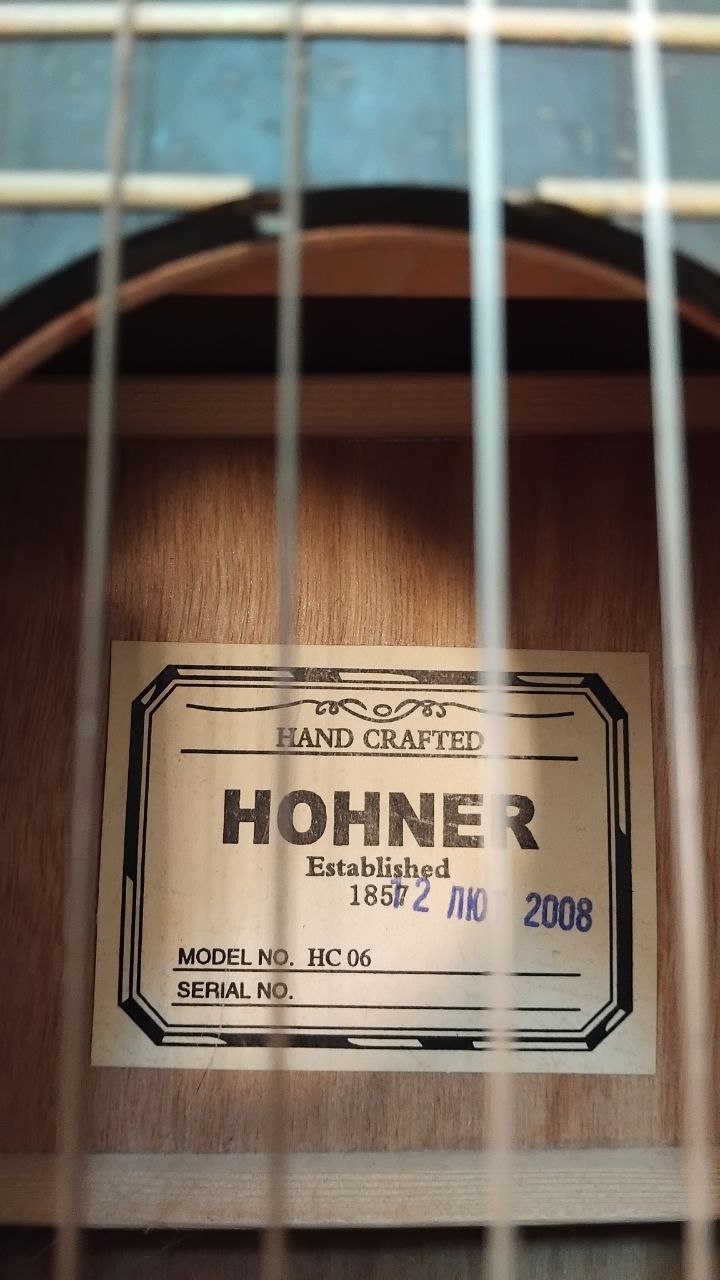 HAND CRAFTED
HOHNER
Established
1857
12 ЛЮТ 2008
MODEL NO. HC 06
SERIAL NO.